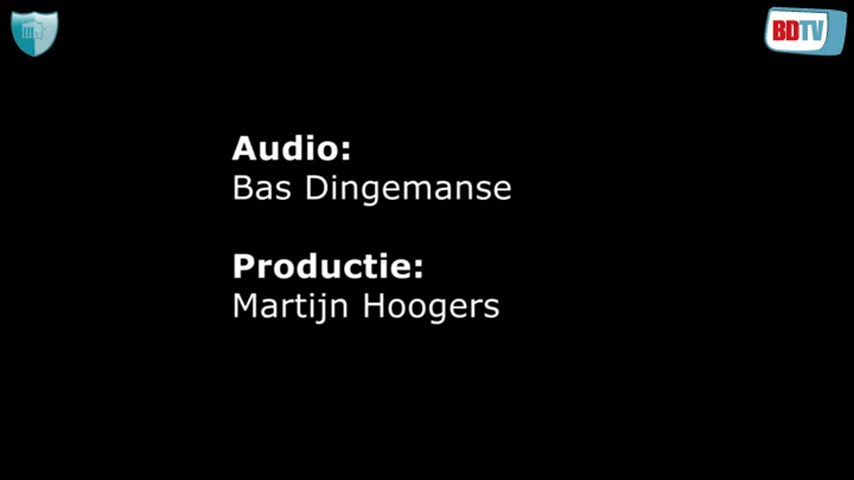 BDTV
Audio:
Bas Dingemanse
Productie:
Martijn Hoogers